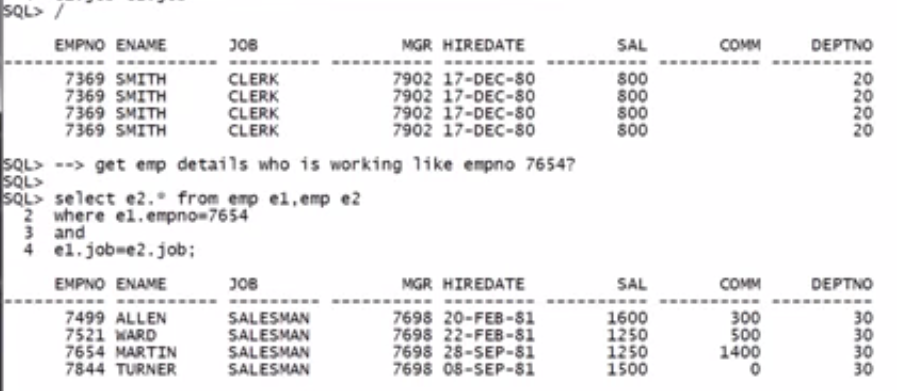 SQL> /
EMPNO ENAME JOB MGR HIREDATE SAL COMM DEPTNO
---------- ---------- --------- ---------- --------- ---------- ---------- ----------
7369 SMITH CLERK 7902 17-DEC-80 800 20
7369 SMITH CLERK 7902 17-DEC-80 800 20
7369 SMITH CLERK 7902 17-DEC-80 800 20
7369 SMITH CLERK 7902 17-DEC-80 800 20
SQL> --> get emp details who is working like empno 7654?
SQL>
SQL> select e2.* from emp e1,emp e2
2 where e1.empno=7654
3 and
4 e1.job=e2.job;
EMPNO ENAME JOB MGR HIREDATE SAL COMM DEPTNO
---------- ---------- --------- ---------- --------- ---------- ---------- ----------
7499 ALLEN SALESMAN 7698 20-FEB-81 1600 300 30
7521 WARD SALESMAN 7698 22-FEB-81 1250 500 30
7654 MARTIN SALESMAN 7698 28-SEP-81 1250 1400 30
7844 TURNER SALESMAN 7698 08-SEP-81 1500 0 30